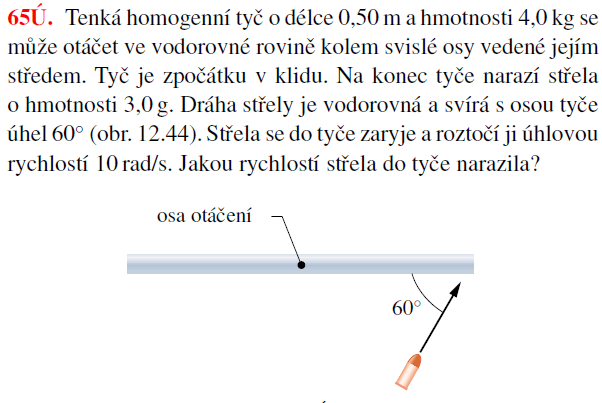 65Ú. Tenká homogenní tyč o délce 0,50 m a hmotnosti 4,0 kg se
může otáčet ve vodorovné rovině kolem svislé osy vedené jejím
středem. Tyč je zpočátku v klidu. Na konec tyče narazí střela
o hmotnosti 3,0 g. Dráha střely je vodorovná a svírá s osou tyče
úhel 60° (obr. 12.44). Střela se do tyče zaryje a roztočí ji úhlovou
rychlostí 10 rad/s. Jakou rychlostí střela do tyče narazila?
osa otáčení
60°